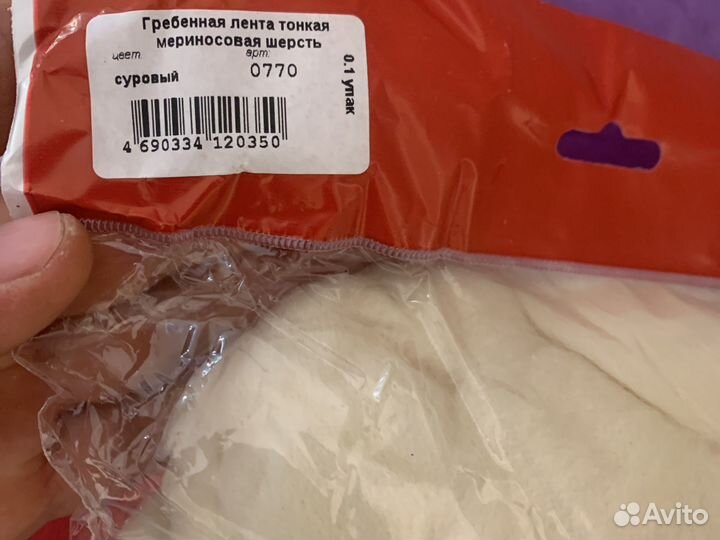 Гребенная лента тонкая
мериносовая шерсть
цвет: арт:
суровый 0770
0.1 упак
4 690334 120350
Avito